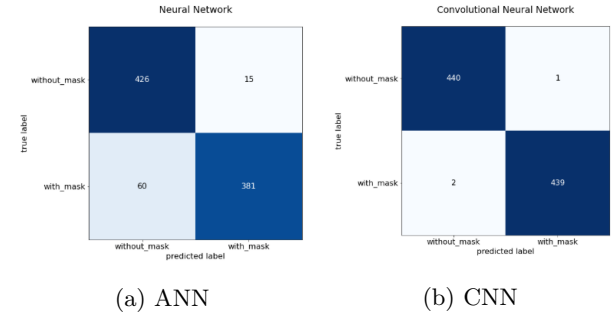 Neural Network
without_mask
426
15
true label
with_mask
60
381
without_mask
with_mask
predicted label
(a) ANN
Convolutional Neural Network
without_mask
440
1
true label
with_mask
2
439
without_mask
with_mask
predicted label
(b) CNN